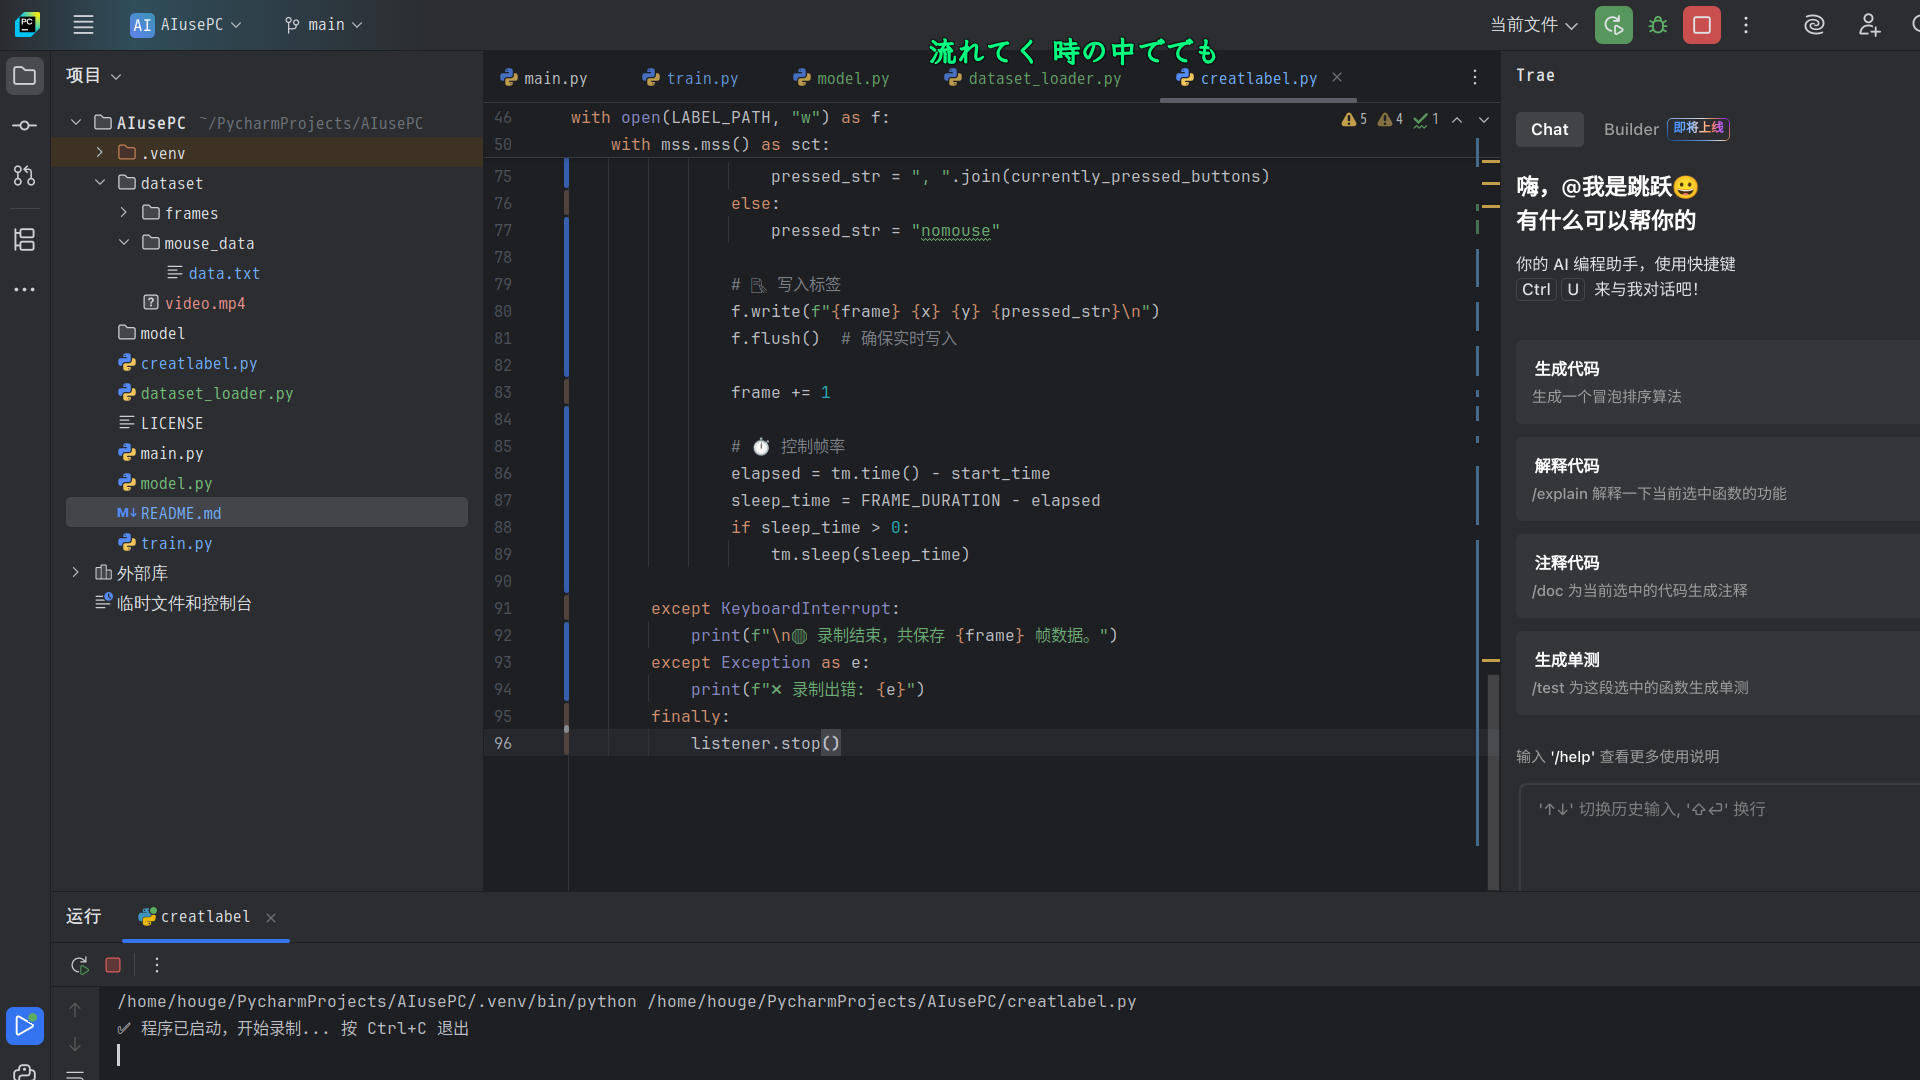 AI AIusePC main 当前文件
流れてく 時の中ででも
项目
main.py train.py model.py dataset_loader.py creatlabel.py
AIusePC ~/PycharmProjects/AIusePC
.venv
dataset
frames
mouse_data
data.txt
video.mp4
model
creatlabel.py
dataset_loader.py
LICENSE
main.py
model.py
README.md
train.py
外部库
临时文件和控制台
46 with open(LABEL_PATH, "w") as f:
5 4 1
50 with mss.mss() as sct:
75 pressed_str = ", ".join(currently_pressed_buttons)
76 else:
77 pressed_str = "nomouse"
78
79 # 写入标签
80 f.write(f"{frame} {x} {y} {pressed_str}\n")
81 f.flush() # 确保实时写入
82
83 frame += 1
84
85 # ⏱ 控制帧率
86 elapsed = tm.time() - start_time
87 sleep_time = FRAME_DURATION - elapsed
88 if sleep_time > 0:
89 tm.sleep(sleep_time)
90
91 except KeyboardInterrupt:
92 print(f"\n 录制结束，共保存 {frame} 帧数据。")
93 except Exception as e:
94 print(f"❌ 录制出错: {e}")
95 finally:
96 listener.stop()
Trae
Chat Builder 即将上线
嗨，@我是跳跃😀
有什么可以帮你的
你的 AI 编程助手，使用快捷键
Ctrl U 来与我对话吧！
生成代码
生成一个冒泡排序算法
解释代码
/explain 解释一下当前选中函数的功能
注释代码
/doc 为当前选中的代码生成注释
生成单测
/test 为这段选中的函数生成单测
输入 '/help' 查看更多使用说明
'↑↓' 切换历史输入, '⇧⏎' 换行
运行 creatlabel
/home/houge/PycharmProjects/AIusePC/.venv/bin/python /home/houge/PycharmProjects/AIusePC/creatlabel.py
✅ 程序已启动，开始录制... 按 Ctrl+C 退出